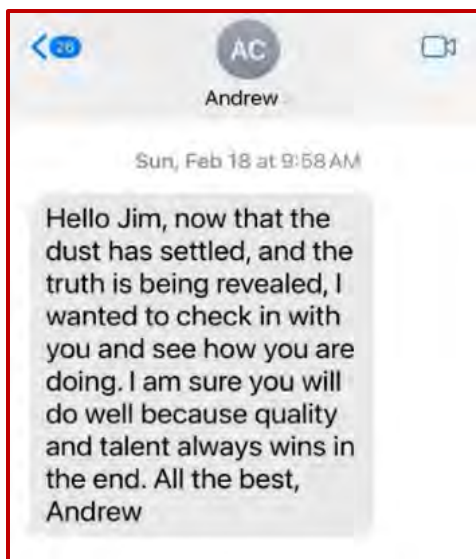 26
AC
Andrew
Sun, Feb 18 at 9:58 AM
Hello Jim, now that the
dust has settled, and the
truth is being revealed, I
wanted to check in with
you and see how you are
doing. I am sure you will
do well because quality
and talent always wins in
the end. All the best,
Andrew